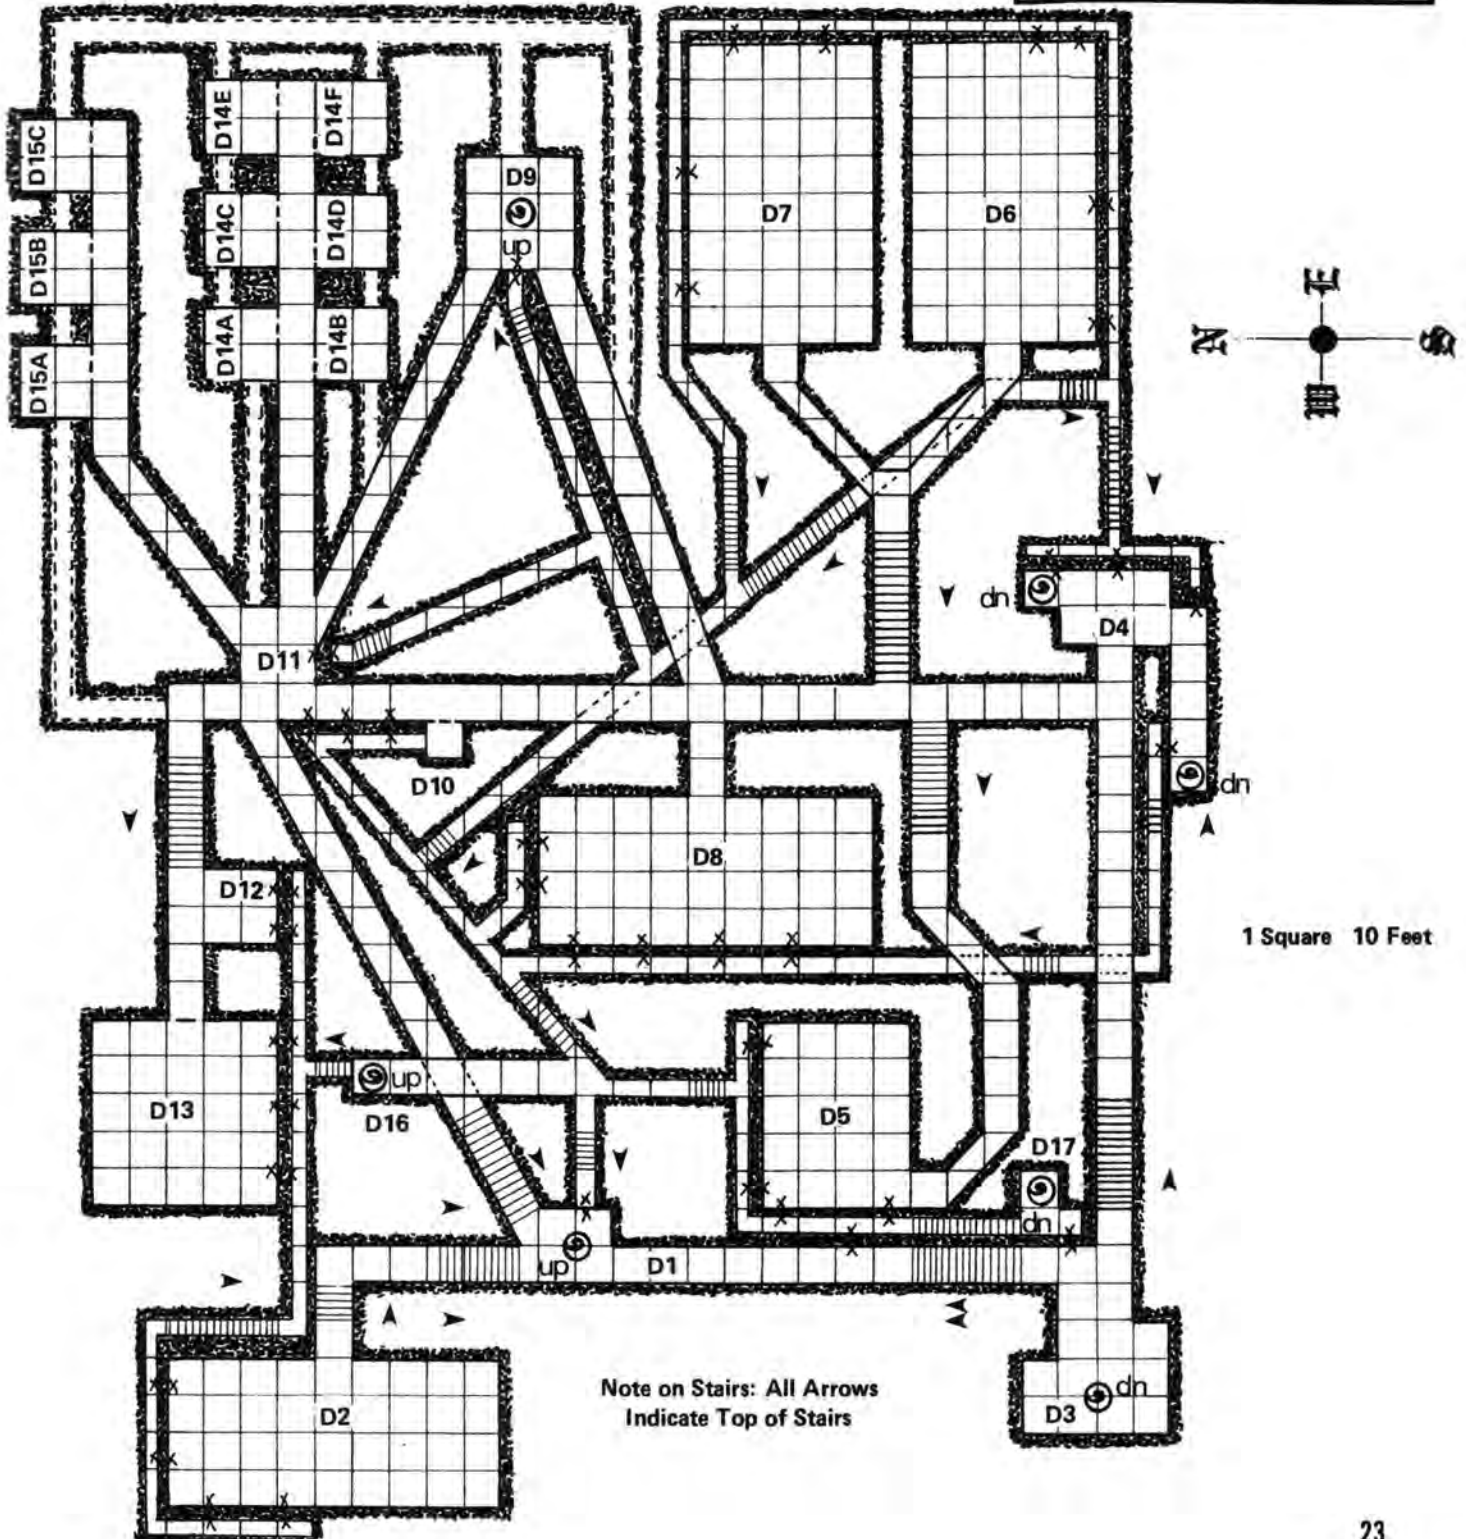 D15C
D14E
D14F
D9
up
D7
D6
D15B
D14C
D14D
E
N
S
W
D15A
D14A
D14B
dn
D4
D11
D10
dn
D8
D12
1 Square 10 Feet
up
D16
D13
D5
D17
dn
up
D1
Note on Stairs: All Arrows
Indicate Top of Stairs
D2
dn
D3
23